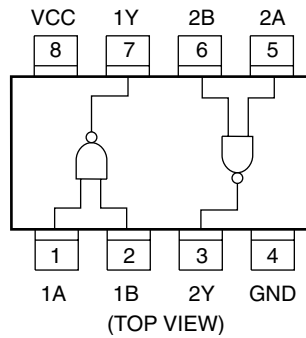 VCC 1Y 2B 2A
8 7 6 5
1 2 3 4
1A 1B 2Y GND
(TOP VIEW)